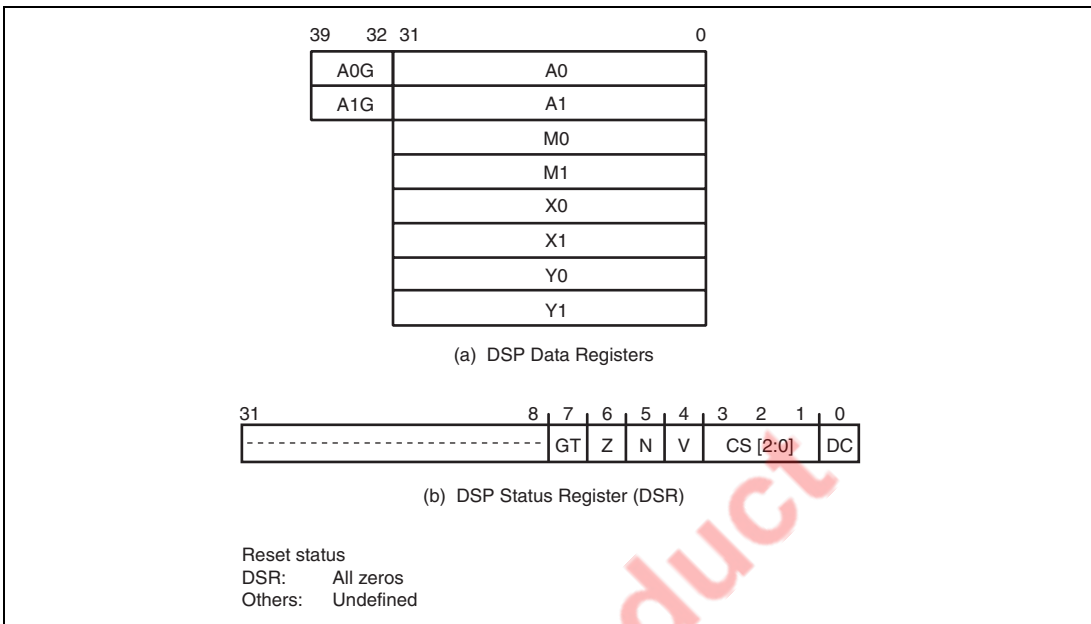 39 32 31 0
A0G A0
A1G A1
M0
M1
X0
X1
Y0
Y1
(a) DSP Data Registers
31 8 7 6 5 4 3 2 1 0
GT Z N V CS [2:0] DC
(b) DSP Status Register (DSR)
Reset status
DSR: All zeros
Others: Undefined
duct